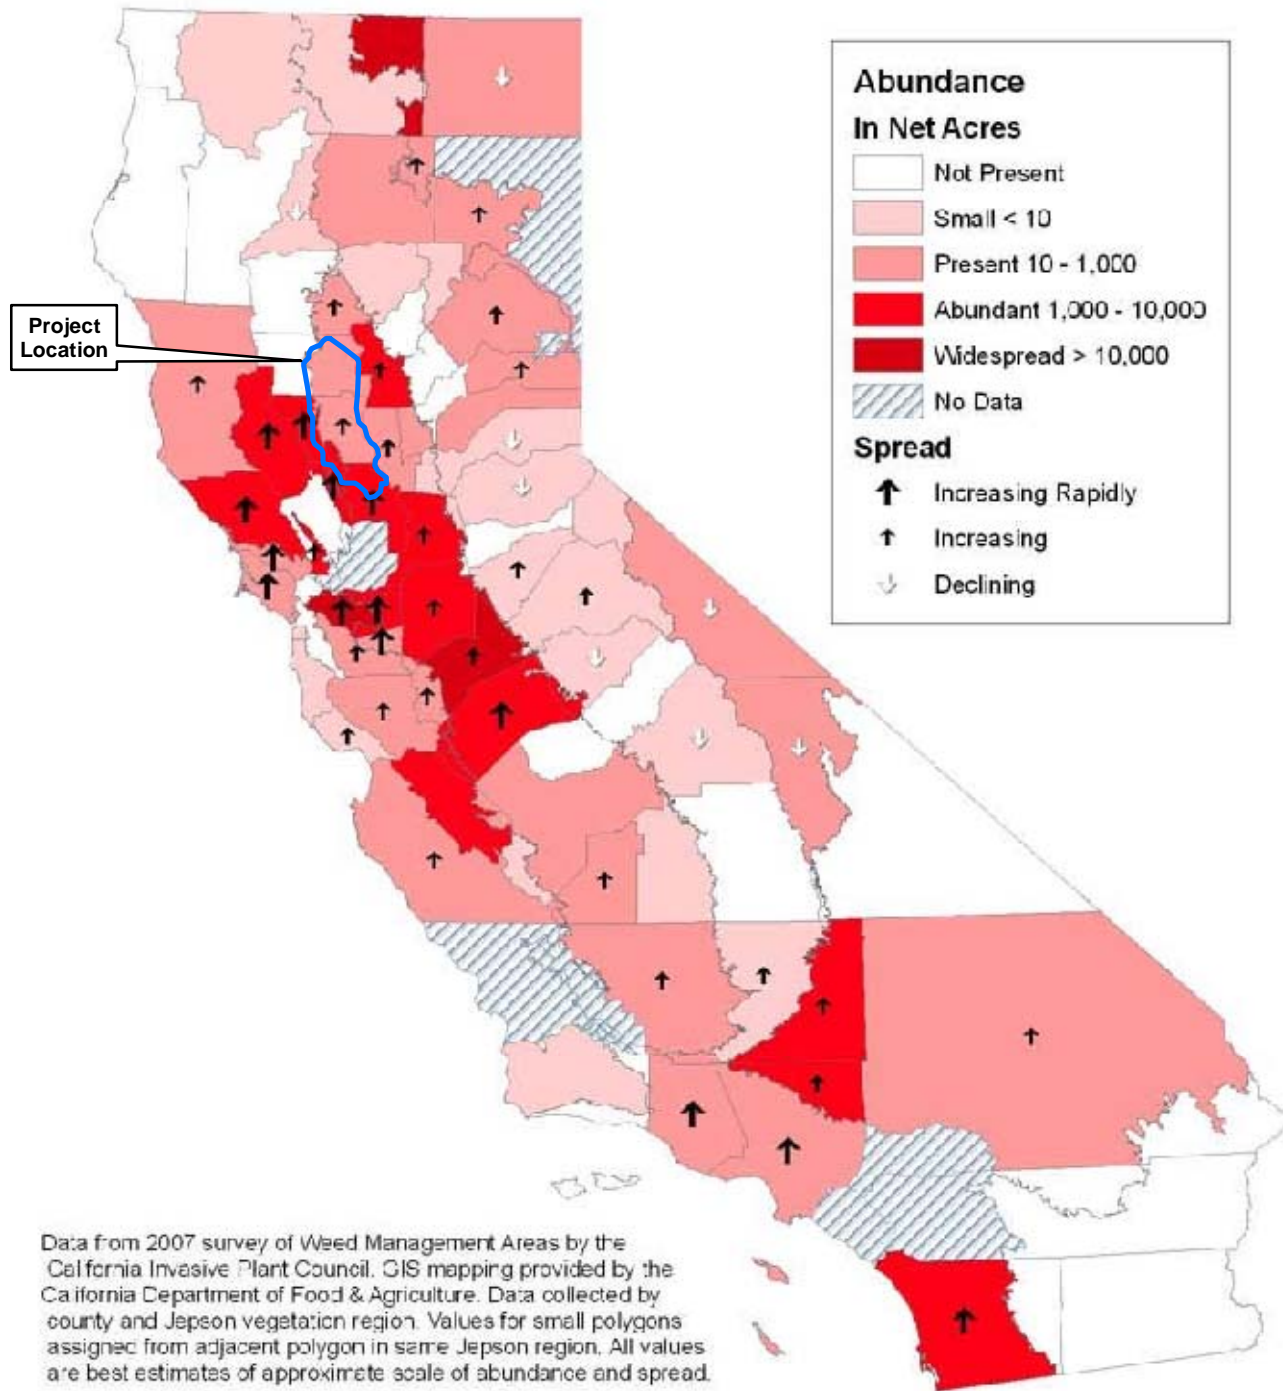 Project
Location
Abundance
In Net Acres
Not Present
Small < 10
Present 10 - 1,000
Abundant 1,000 - 10,000
Widespread > 10,000
No Data
Spread
Increasing Rapidly
Increasing
Declining
Data from 2007 survey of Weed Management Areas by the
California Invasive Plant Council. GIS mapping provided by the
California Department of Food & Agriculture. Data collected by
county and Jepson vegetation region. Values for small polygons
assigned from adjacent polygon in same Jepson region. All values
are best estimates of approximate scale of abundance and spread.